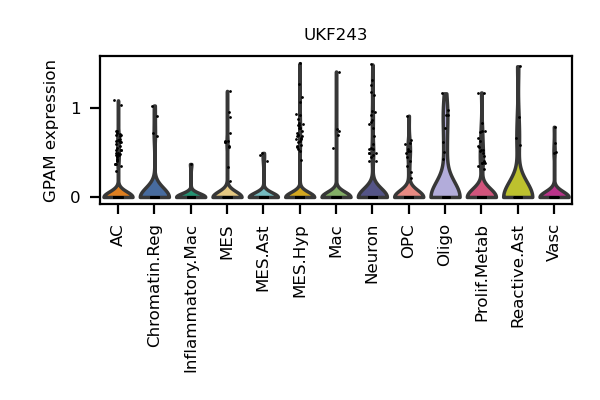 UKF243
GPAM expression
1
0
AC
Chromatin.Reg
Inflammatory.Mac
MES
MES.Ast
MES.Hyp
Mac
Neuron
OPC
Oligo
Prolif.Metab
Reactive.Ast
Vasc